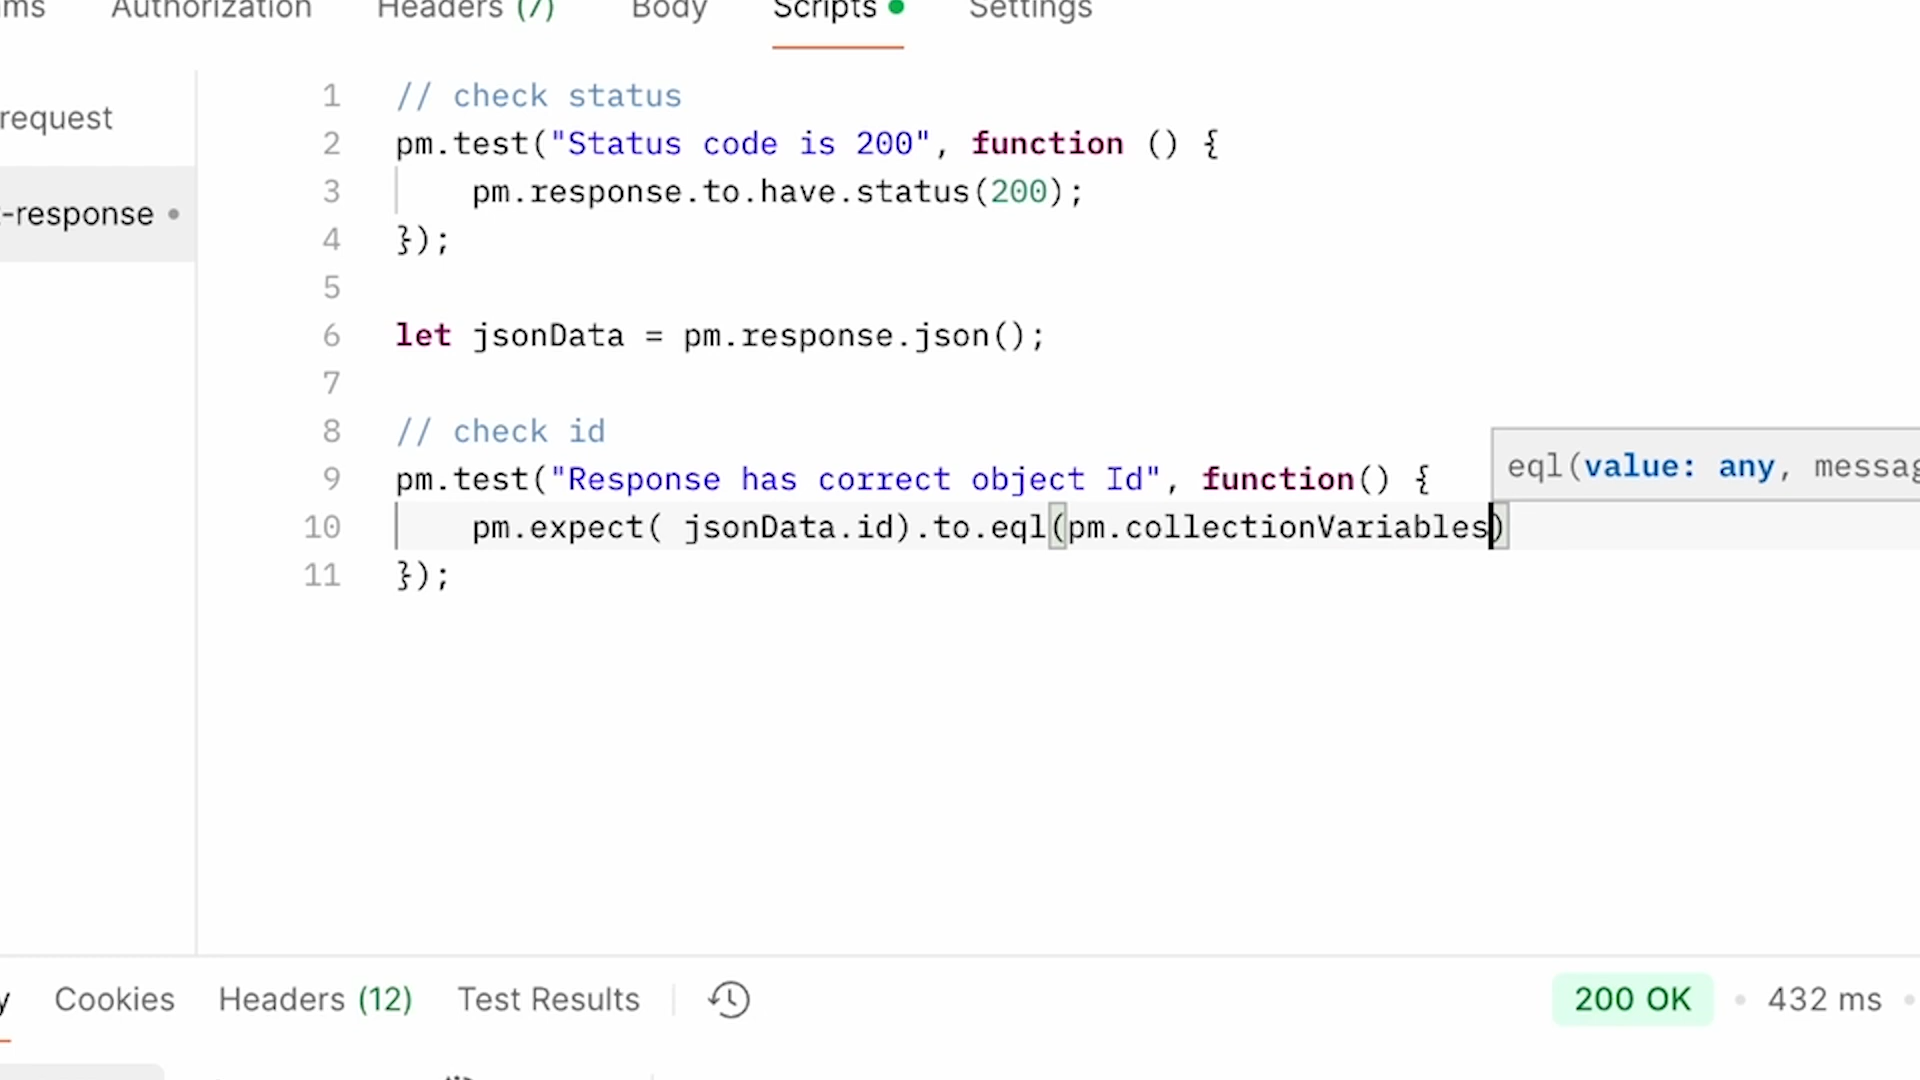 Authorization Headers (7) Body Scripts Settings
request
-response
1 // check status
2 pm.test("Status code is 200", function () {
3 pm.response.to.have.status(200);
4 });
5
6 let jsonData = pm.response.json();
7
8 // check id
9 pm.test("Response has correct object Id", function() {
eql(value: any, messag
10 pm.expect( jsonData.id).to.eql(pm.collectionVariables)
11 });
Cookies Headers (12) Test Results 200 OK 432 ms